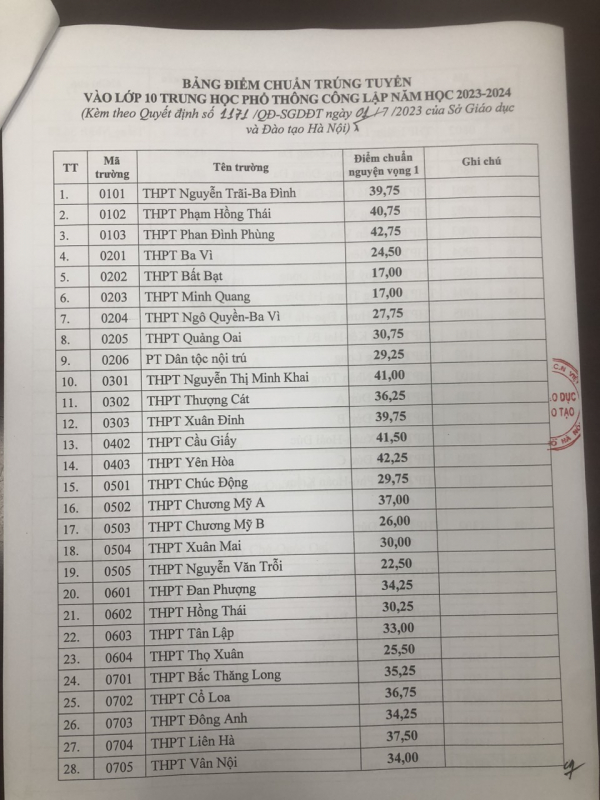 BẢNG ĐIỂM CHUẨN TRÚNG TUYỂN
VÀO LỚP 10 TRUNG HỌC PHỔ THÔNG CÔNG LẬP NĂM HỌC 2023-2024
(Kèm theo Quyết định số 1171/QĐ-SGDĐT ngày 01/7/2023 của Sở Giáo dục
và Đào tạo Hà Nội)
TT Mã trường Tên trường Điểm chuẩn nguyện vọng 1 Ghi chú
1. 0101 THPT Nguyễn Trãi-Ba Đình 39,75
2. 0102 THPT Phạm Hồng Thái 40,75
3. 0103 THPT Phan Đình Phùng 42,75
4. 0201 THPT Ba Vì 24,50
5. 0202 THPT Bất Bạt 17,00
6. 0203 THPT Minh Quang 17,00
7. 0204 THPT Ngô Quyền-Ba Vì 27,75
8. 0205 THPT Quảng Oai 30,75
9. 0206 PT Dân tộc nội trú 29,25
10. 0301 THPT Nguyễn Thị Minh Khai 41,00
11. 0302 THPT Thượng Cát 36,25
12. 0303 THPT Xuân Đỉnh 39,75
13. 0402 THPT Cầu Giấy 41,50
14. 0403 THPT Yên Hòa 42,25
15. 0501 THPT Chúc Động 29,75
16. 0502 THPT Chương Mỹ A 37,00
17. 0503 THPT Chương Mỹ B 26,00
18. 0504 THPT Xuân Mai 30,00
19. 0505 THPT Nguyễn Văn Trỗi 22,50
20. 0601 THPT Đan Phượng 34,25
21. 0602 THPT Hồng Thái 30,25
22. 0603 THPT Tân Lập 33,00
23. 0604 THPT Thọ Xuân 25,50
24. 0701 THPT Bắc Thăng Long 35,25
25. 0702 THPT Cổ Loa 36,75
26. 0703 THPT Đông Anh 34,25
27. 0704 THPT Liên Hà 37,50
28. 0705 THPT Vân Nội 34,00
O DỤC
O TẠO